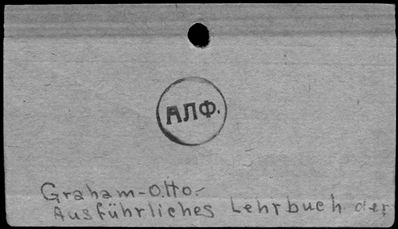 АЛФ.
Graham-Otto.-
Ausführliches Lehrbuch der